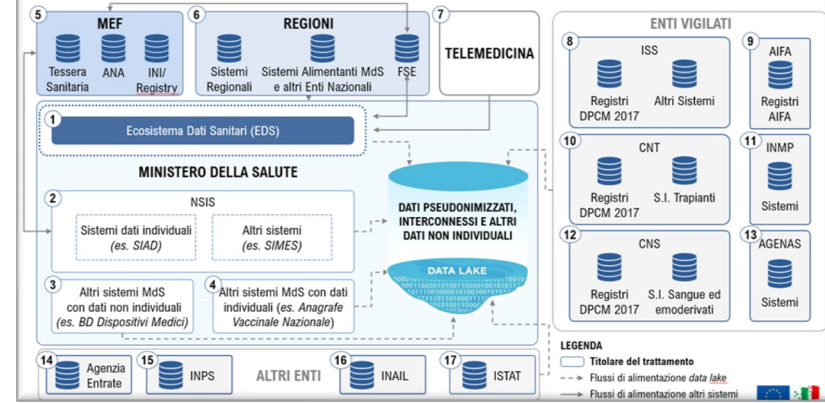 5
MEF
Tessera
Sanitaria
ANA
INI/
Registry
6
REGIONI
Sistemi
Regionali
Sistemi Alimentanti MdS
e altri Enti Nazionali
FSE
7
TELEMEDICINA
1
Ecosistema Dati Sanitari (EDS)
MINISTERO DELLA SALUTE
2
NSIS
Sistemi dati individuali
(es. SIAD)
Altri sistemi
(es. SIMES)
3
Altri sistemi MdS
con dati non individuali
(es. BD Dispositivi Medici)
4
Altri sistemi MdS con dati
individuali (es. Anagrafe
Vaccinale Nazionale)
DATI PSEUDONIMIZZATI,
INTERCONNESSI E ALTRI
DATI NON INDIVIDUALI
DATA LAKE
ENTI VIGILATI
8
ISS
Registri
DPCM 2017
Altri Sistemi
9
AIFA
Registri
AIFA
10
CNT
Registri
DPCM 2017
S.I. Trapianti
11
INMP
Sistemi
12
CNS
Registri
DPCM 2017
S.I. Sangue ed
emoderivati
13
AGENAS
Sistemi
14
Agenzia
Entrate
15
INPS
ALTRI ENTI
16
INAIL
17
ISTAT
LEGENDA
Titolare del trattamento
Flussi di alimentazione data lake
Flussi di alimentazione altri sistemi